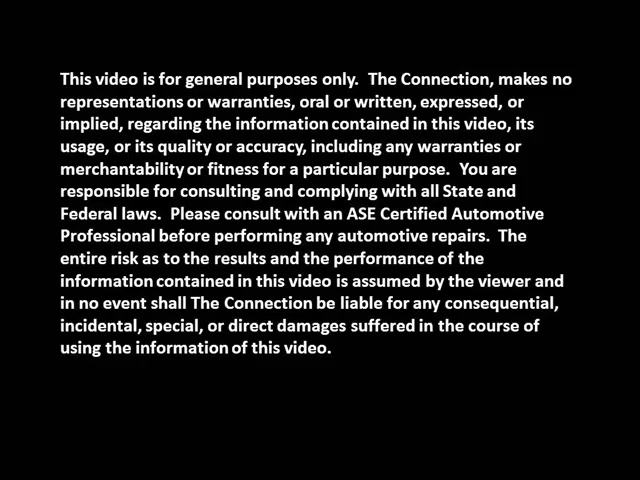 This video is for general purposes only.  The Connection, makes no
representations or warranties, oral or written, expressed, or
implied, regarding the information contained in this video, its
usage, or its quality or accuracy, including any warranties or
merchantability or fitness for a particular purpose.  You are
responsible for consulting and complying with all State and
Federal laws.  Please consult with an ASE Certified Automotive
Professional before performing any automotive repairs.  The
entire risk as to the results and the performance of the
information contained in this video is assumed by the viewer and
in no event shall The Connection be liable for any consequential,
incidental, special, or direct damages suffered in the course of
using the information of this video.